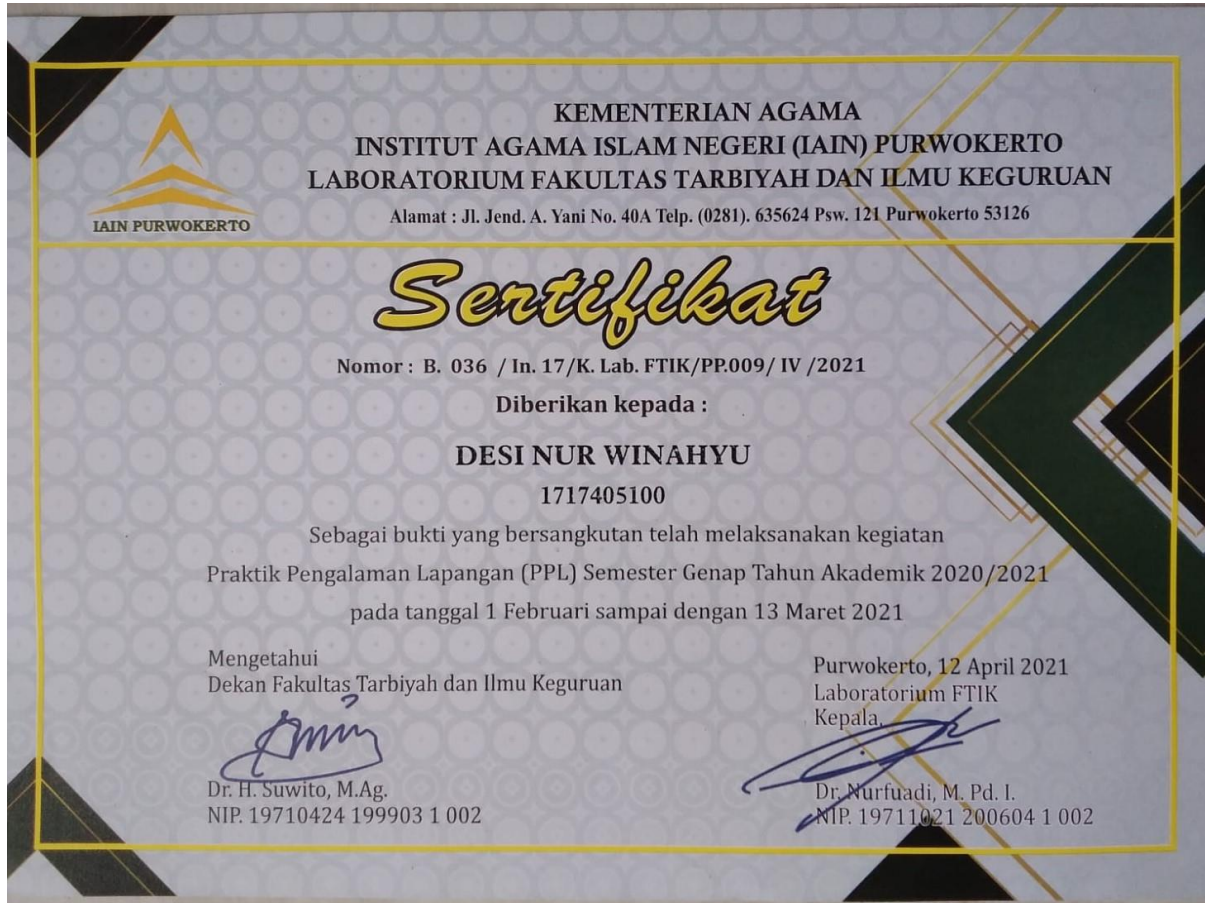 KEMENTERIAN AGAMA
INSTITUT AGAMA ISLAM NEGERI (IAIN) PURWOKERTO
LABORATORIUM FAKULTAS TARBIYAH DAN ILMU KEGURUAN
Alamat : Jl. Jend. A. Yani No. 40A Telp. (0281). 635624 Psw. 121 Purwokerto 53126
IAIN PURWOKERTO
Sertifikat
Nomor : B. 036 / In. 17/K. Lab. FTIK/PP.009/ IV /2021
Diberikan kepada :
DESI NUR WINAHYU
1717405100
Sebagai bukti yang bersangkutan telah melaksanakan kegiatan
Praktik Pengalaman Lapangan (PPL) Semester Genap Tahun Akademik 2020/2021
pada tanggal 1 Februari sampai dengan 13 Maret 2021
Mengetahui
Dekan Fakultas Tarbiyah dan Ilmu Keguruan
Dr. H. Suwito, M.Ag.
NIP. 19710424 199903 1 002
Purwokerto, 12 April 2021
Laboratorium FTIK
Kepala,
Dr. Nurfuadi, M. Pd. I.
NIP. 19711021 200604 1 002